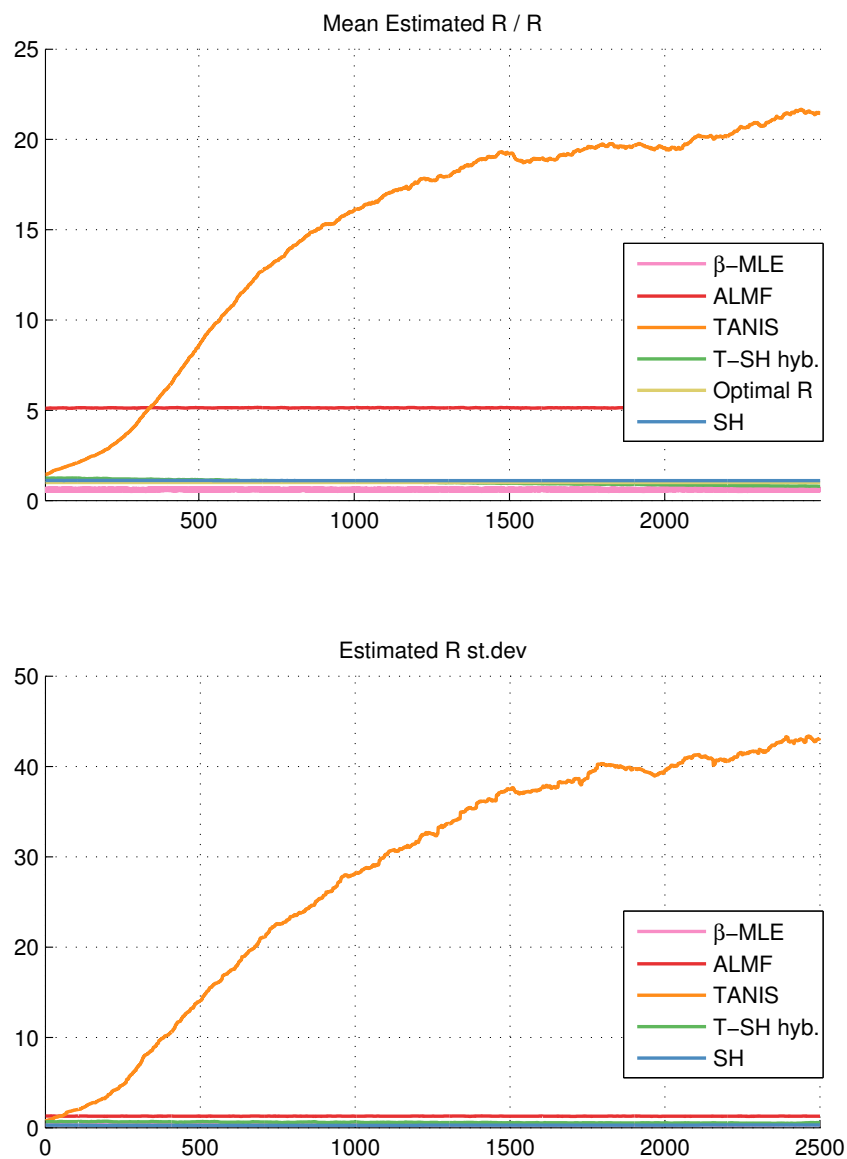 Mean Estimated R / R
25
20
15
10
5
0
500
1000
1500
2000
β−MLE
ALMF
TANIS
T−SH hyb.
Optimal R
SH
Estimated R st.dev
50
40
30
20
10
0
0
500
1000
1500
2000
2500
β−MLE
ALMF
TANIS
T−SH hyb.
SH